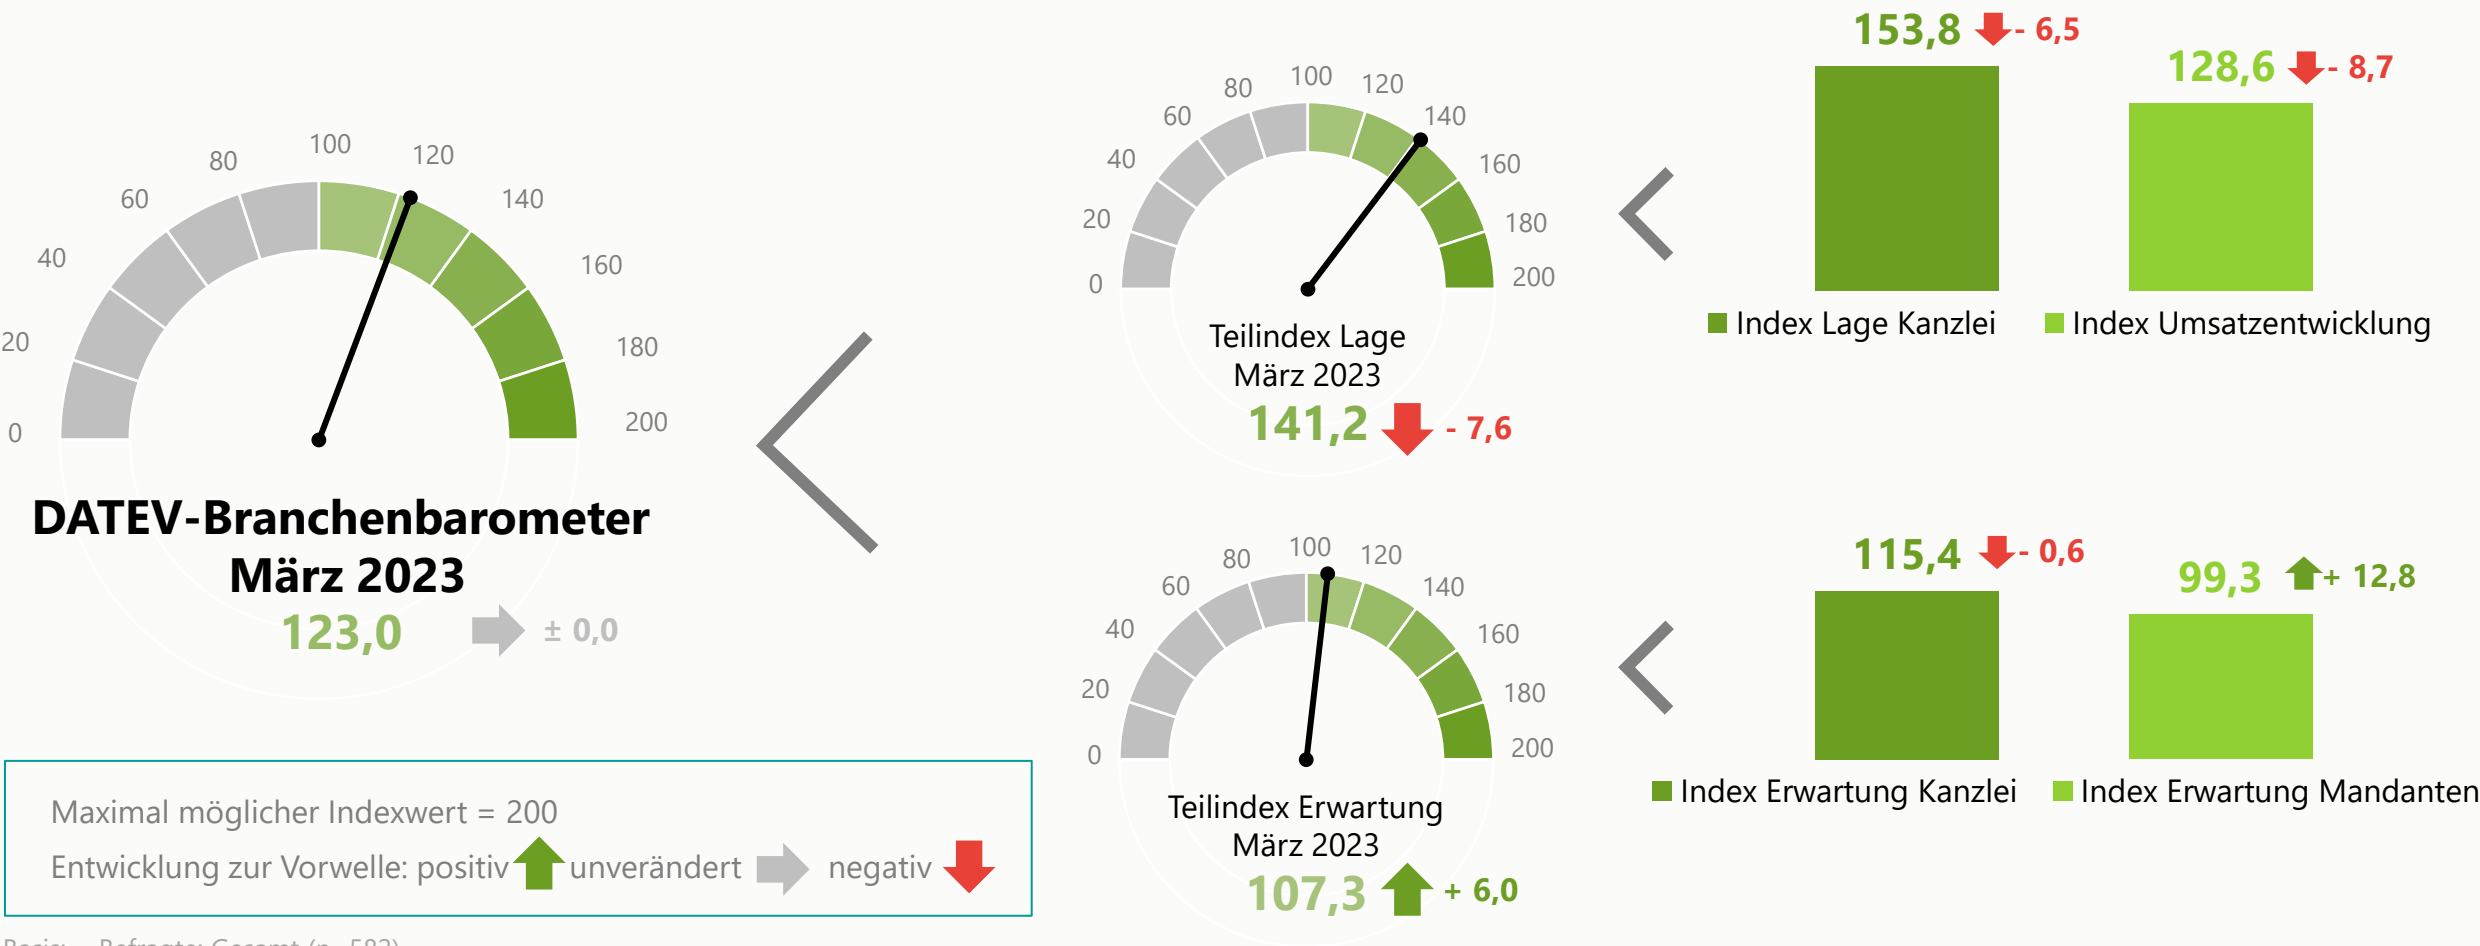 0
20
40
60
80
100
120
140
160
180
200
DATEV-Branchenbarometer
März 2023
123,0 ± 0,0
Maximal möglicher Indexwert = 200
Entwicklung zur Vorwelle: positiv unverändert negativ
0
20
40
60
80
100
120
140
160
180
200
Teilindex Lage
März 2023
141,2 - 7,6
0
20
40
60
80
100
120
140
160
180
200
Teilindex Erwartung
März 2023
107,3 + 6,0
153,8 - 6,5
128,6 - 8,7
Index Lage Kanzlei
Index Umsatzentwicklung
115,4 - 0,6
99,3 + 12,8
Index Erwartung Kanzlei
Index Erwartung Mandanten